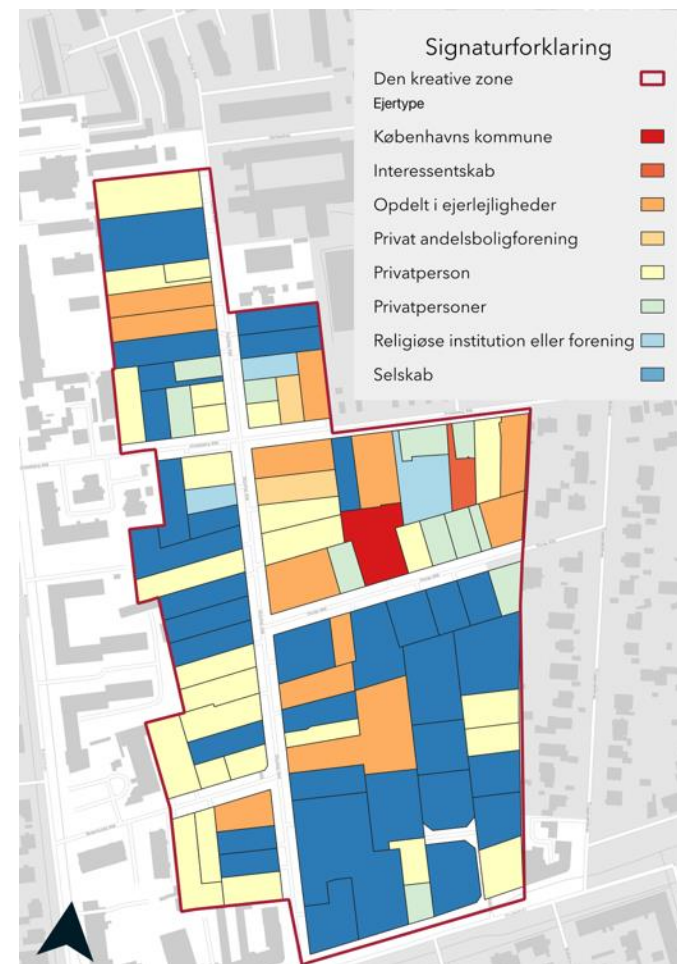 Signaturforklaring
Den kreative zone
Ejertype
Københavns kommune
Interessentskab
Opdelt i ejerlejligheder
Privat andelsboligforening
Privatperson
Privatpersoner
Religiøse institution eller forening
Selskab